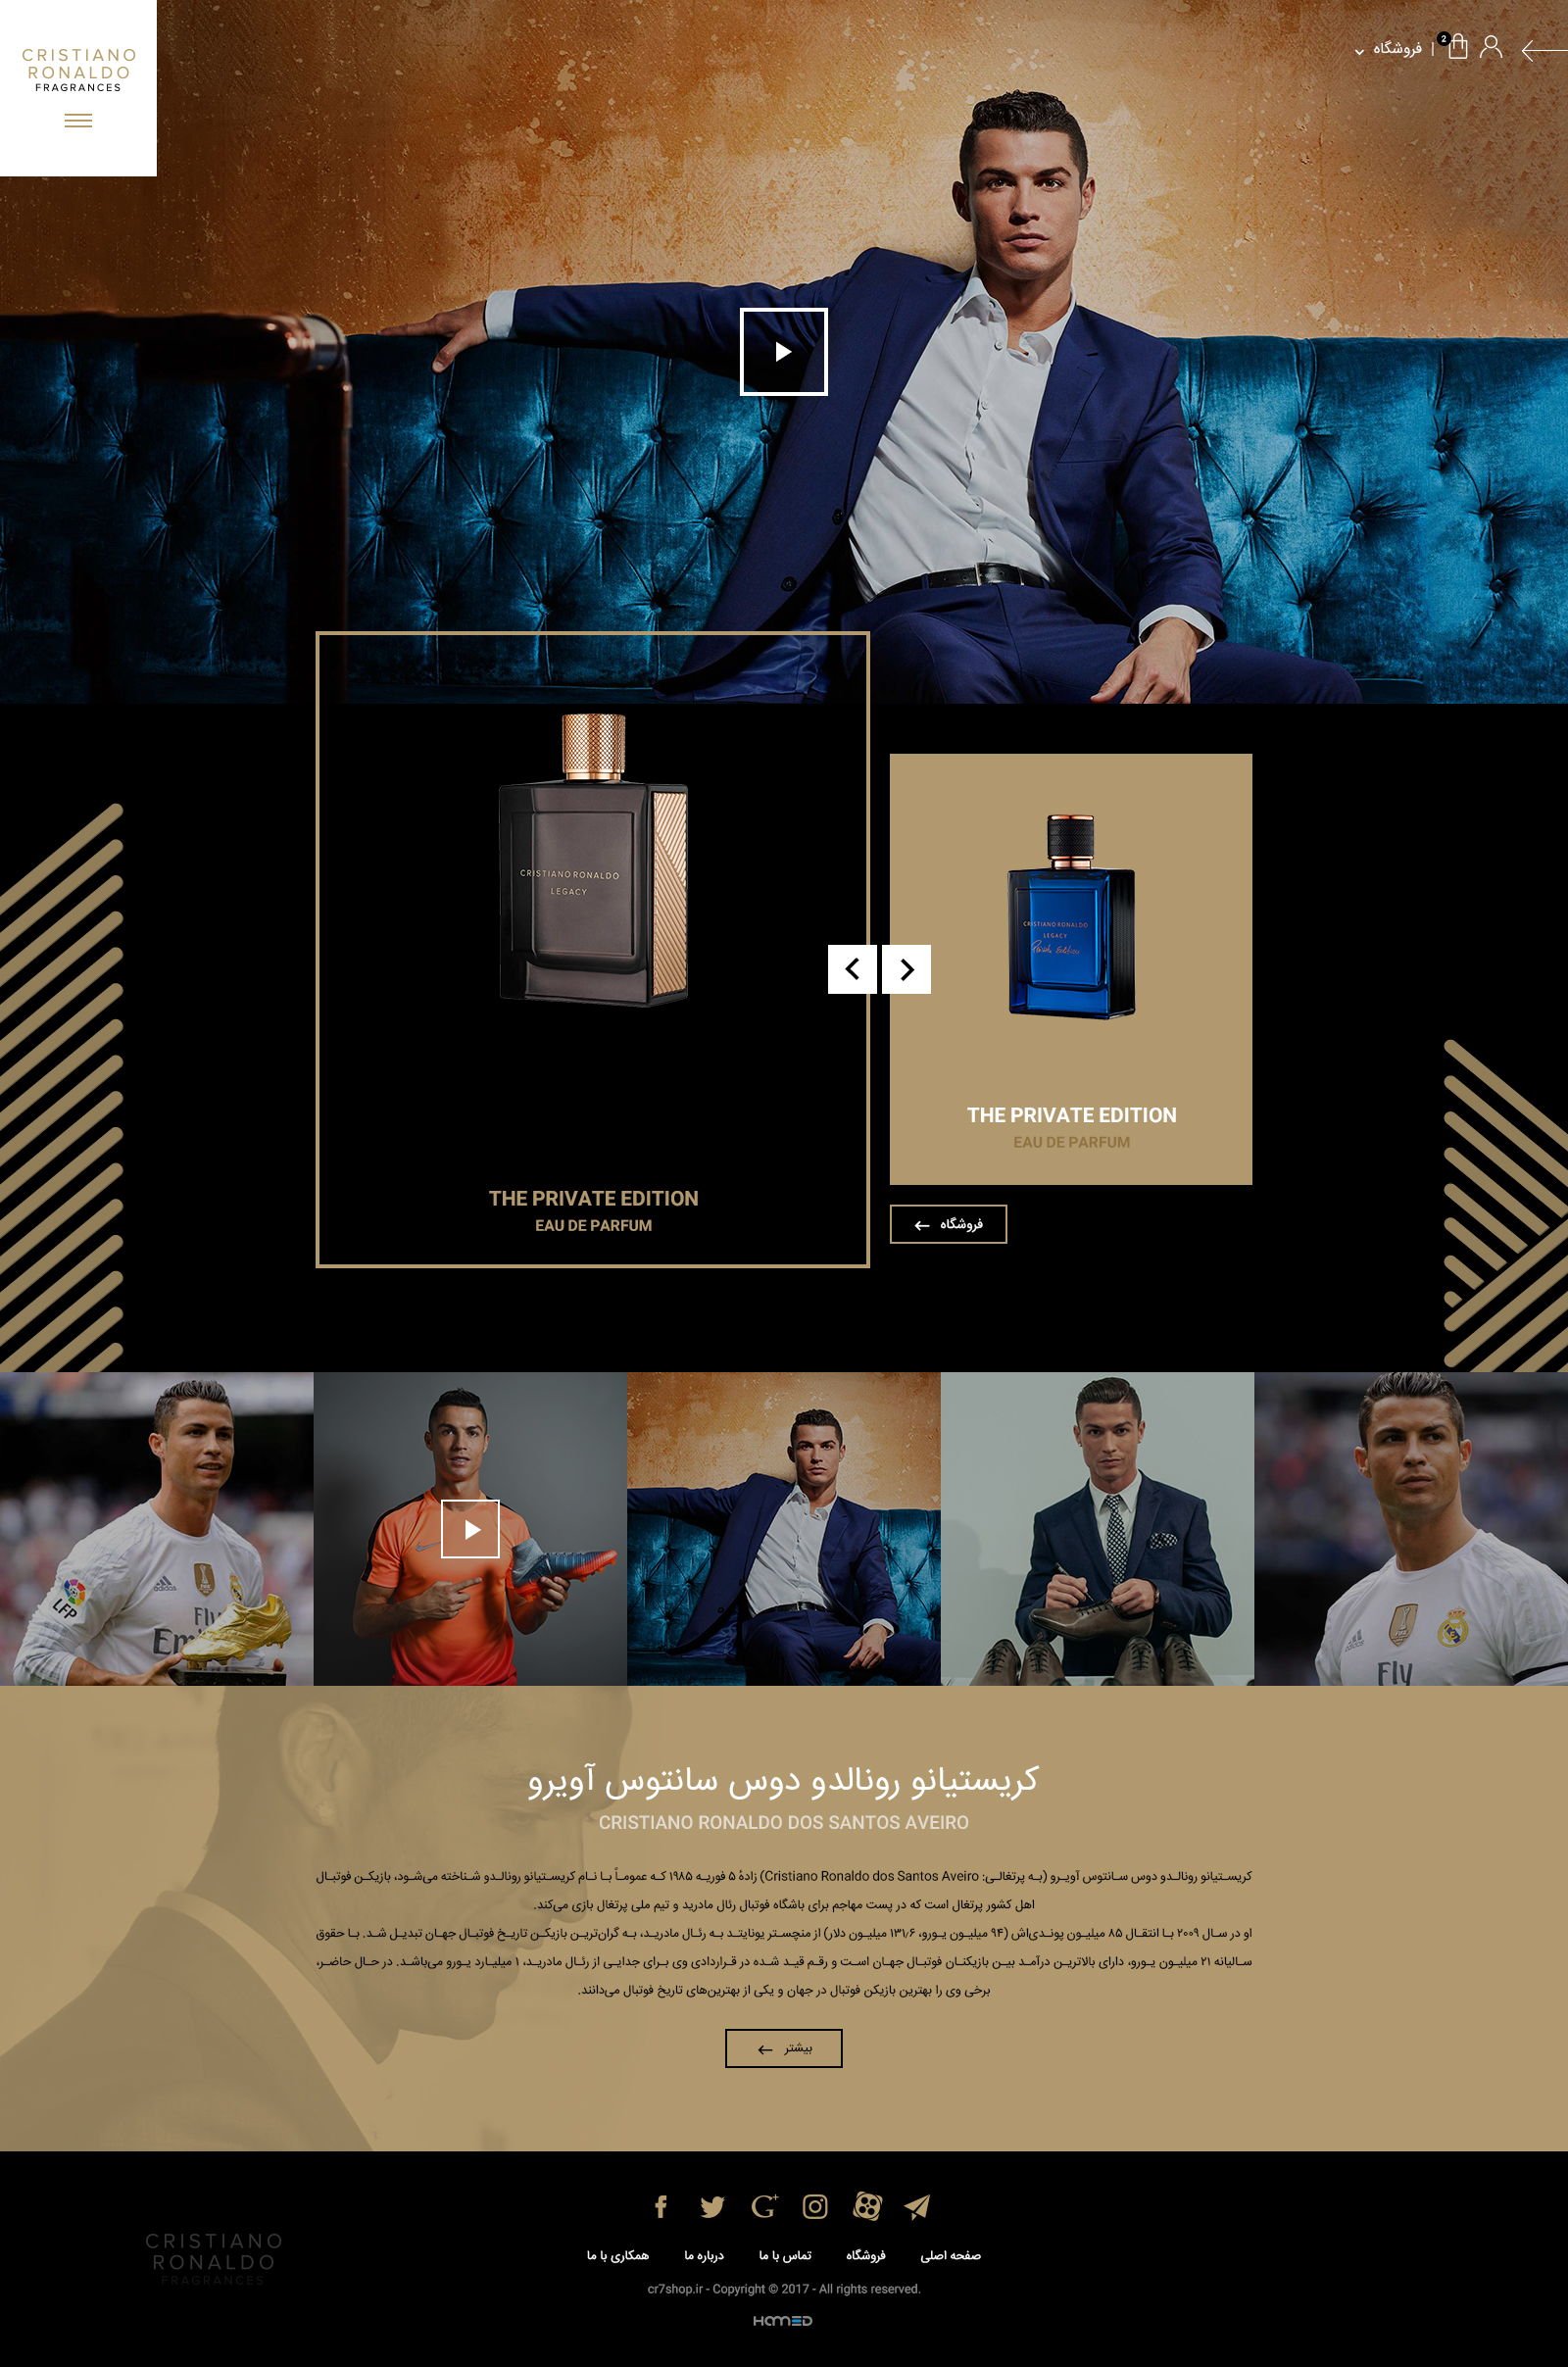 CRISTIANO
RONALDO
FRAGRANCES
فروشگاه
2
CRISTIANO RONALDO
LEGACY
CRISTIANO RONALDO
LEGACY
Private Edition
THE PRIVATE EDITION
EAU DE PARFUM
THE PRIVATE EDITION
EAU DE PARFUM
فروشگاه
LFP
adidas
Fly
Fly
کریستیانو رونالدو دوس سانتوس آویرو
CRISTIANO RONALDO DOS SANTOS AVEIRO
کریستیانو رونالدو دوس سانتوس آویرو (به پرتغالی: Cristiano Ronaldo dos Santos Aveiro) زادهٔ ۵ فوریه ۱۹۸۵ که عموماً با نام کریستیانو رونالدو شناخته می‌شود، بازیکن فوتبال
اهل کشور پرتغال است که در پست مهاجم برای باشگاه فوتبال رئال مادرید و تیم ملی پرتغال بازی می‌کند.
او در سال ۲۰۰۹ با انتقال ۸۵ میلیون پوندی‌اش (۹۴ میلیون یورو، ۱۳۱٫۶ میلیون دلار) از منچستر یونایتد به رئال مادرید، به گران‌ترین بازیکن تاریخ فوتبال جهان تبدیل شد. با حقوق
سالیانه ۲۱ میلیون یورو، دارای بالاترین درآمد بین بازیکنان فوتبال جهان است و رقم قید شده در قراردادی وی برای جدایی از رئال مادرید، ۱ میلیارد یورو می‌باشد. در حال حاضر،
برخی وی را بهترین بازیکن فوتبال در جهان و یکی از بهترین‌های تاریخ فوتبال می‌دانند.
بیشتر
CRISTIANO
RONALDO
FRAGRANCES
صفحه اصلی فروشگاه تماس با ما درباره ما همکاری با ما
cr7shop.ir - Copyright © 2017 - All rights reserved.
HAMED